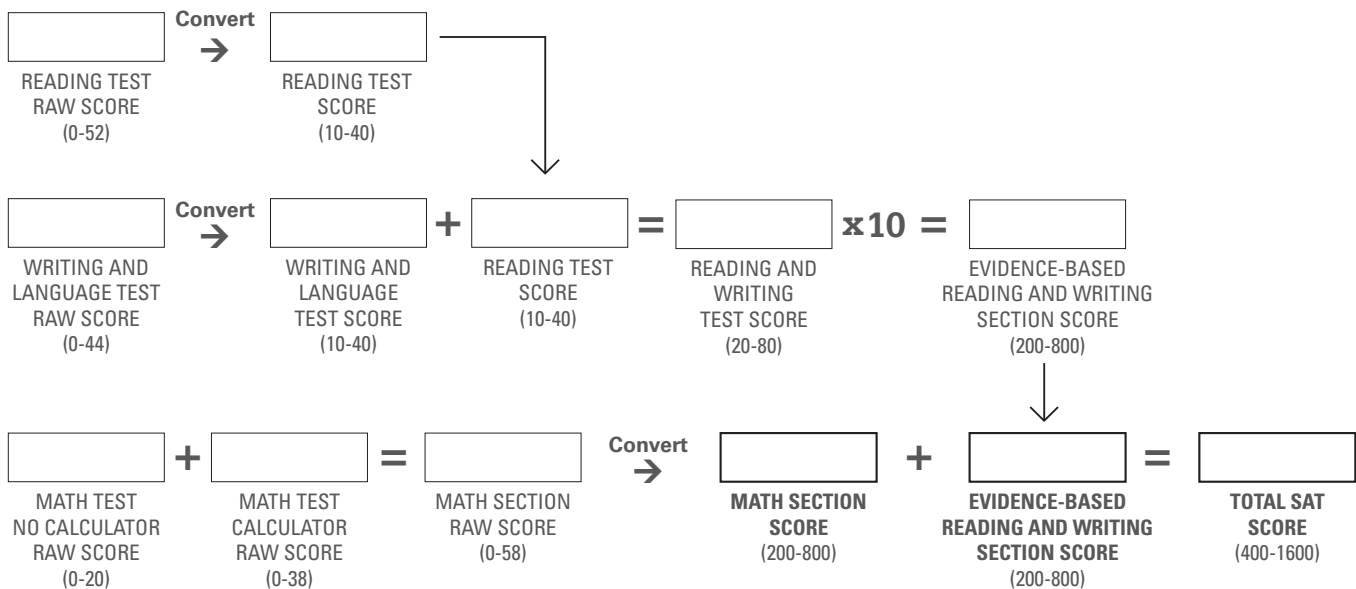 Convert
→
READING TEST
RAW SCORE
(0-52)
READING TEST
SCORE
(10-40)
Convert
→
+
=
x10 =
WRITING AND
LANGUAGE TEST
RAW SCORE
(0-44)
WRITING AND
LANGUAGE
TEST SCORE
(10-40)
READING TEST
SCORE
(10-40)
READING AND
WRITING
TEST SCORE
(20-80)
EVIDENCE-BASED
READING AND WRITING
SECTION SCORE
(200-800)
+
=
Convert
→
+
=
MATH TEST
NO CALCULATOR
RAW SCORE
(0-20)
MATH TEST
CALCULATOR
RAW SCORE
(0-38)
MATH SECTION
RAW SCORE
(0-58)
MATH SECTION
SCORE
(200-800)
EVIDENCE-BASED
READING AND WRITING
SECTION SCORE
(200-800)
TOTAL SAT
SCORE
(400-1600)